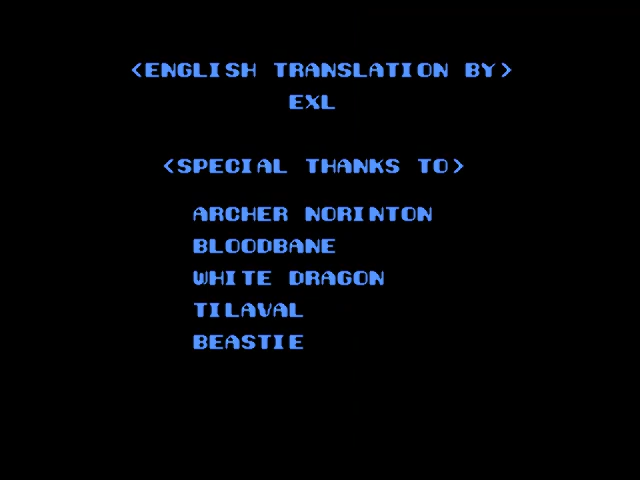 <ENGLISH TRANSLATION BY>
EXL
<SPECIAL THANKS TO>
ARCHER NORINTON
BLOODBANE
WHITE DRAGON
TILAVAL
BEASTIE